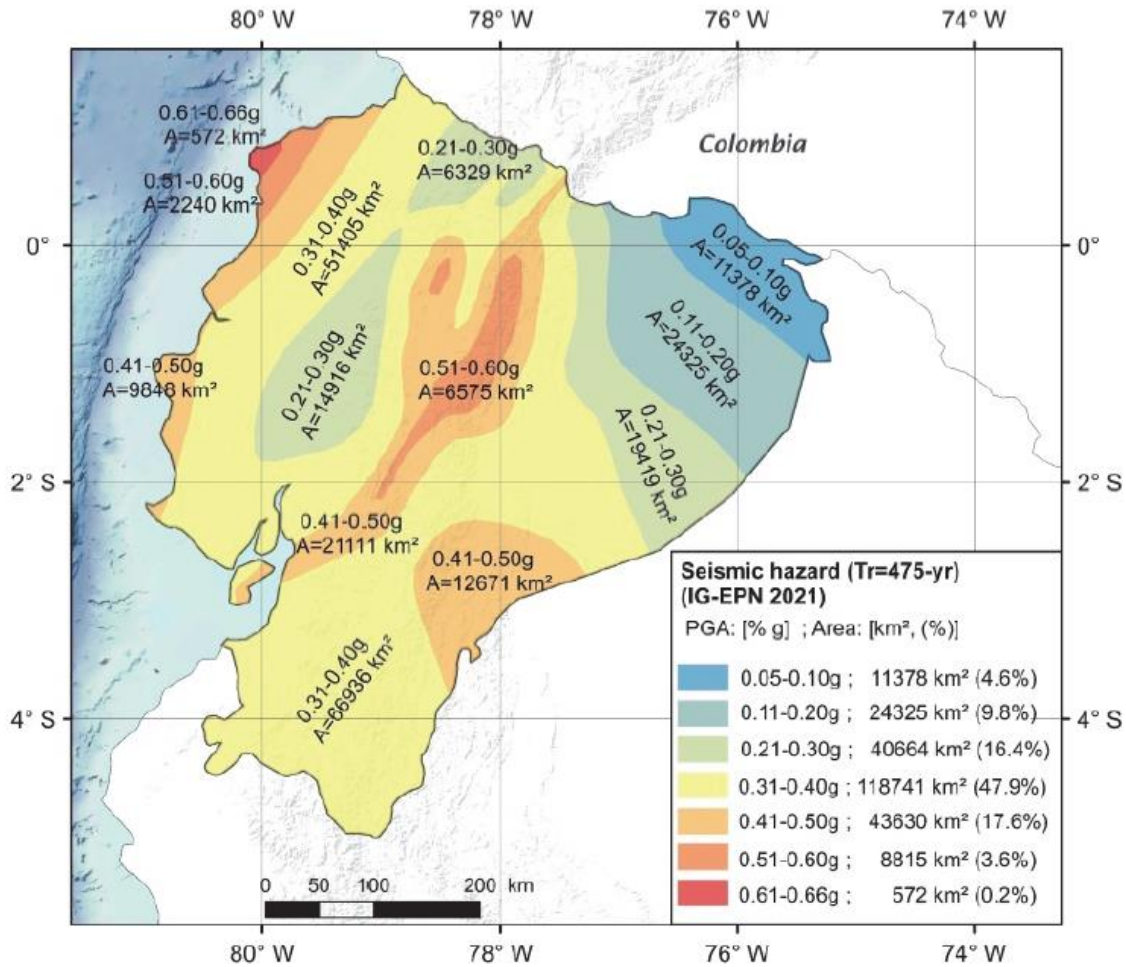 80° W 78° W 76° W 74° W
0.61-0.66g
A=572 km²
0.51-0.60g
A=2240 km²
0.21-0.30g
A=6329 km²
Colombia
0.31-0.40g
A=51405 km²
0°
0.05-0.10g
A=11378 km²
0°
0.11-0.20g
A=24325 km²
0.41-0.50g
A=9848 km²
0.21-0.30g
A=14916 km²
0.51-0.60g
A=6575 km²
0.21-0.30g
A=19419 km²
2° S
2° S
0.41-0.50g
A=21111 km²
0.41-0.50g
A=12671 km²
0.31-0.40g
A=66936 km²
4° S
4° S
Seismic hazard (Tr=475-yr)
(IG-EPN 2021)
PGA: [% g] ; Area: [km², (%)]
0.05-0.10g ; 11378 km² (4.6%)
0.11-0.20g ; 24325 km² (9.8%)
0.21-0.30g ; 40664 km² (16.4%)
0.31-0.40g ; 118741 km² (47.9%)
0.41-0.50g ; 43630 km² (17.6%)
0.51-0.60g ; 8815 km² (3.6%)
0.61-0.66g ; 572 km² (0.2%)
0 50 100 200 km
80° W 78° W 76° W 74° W